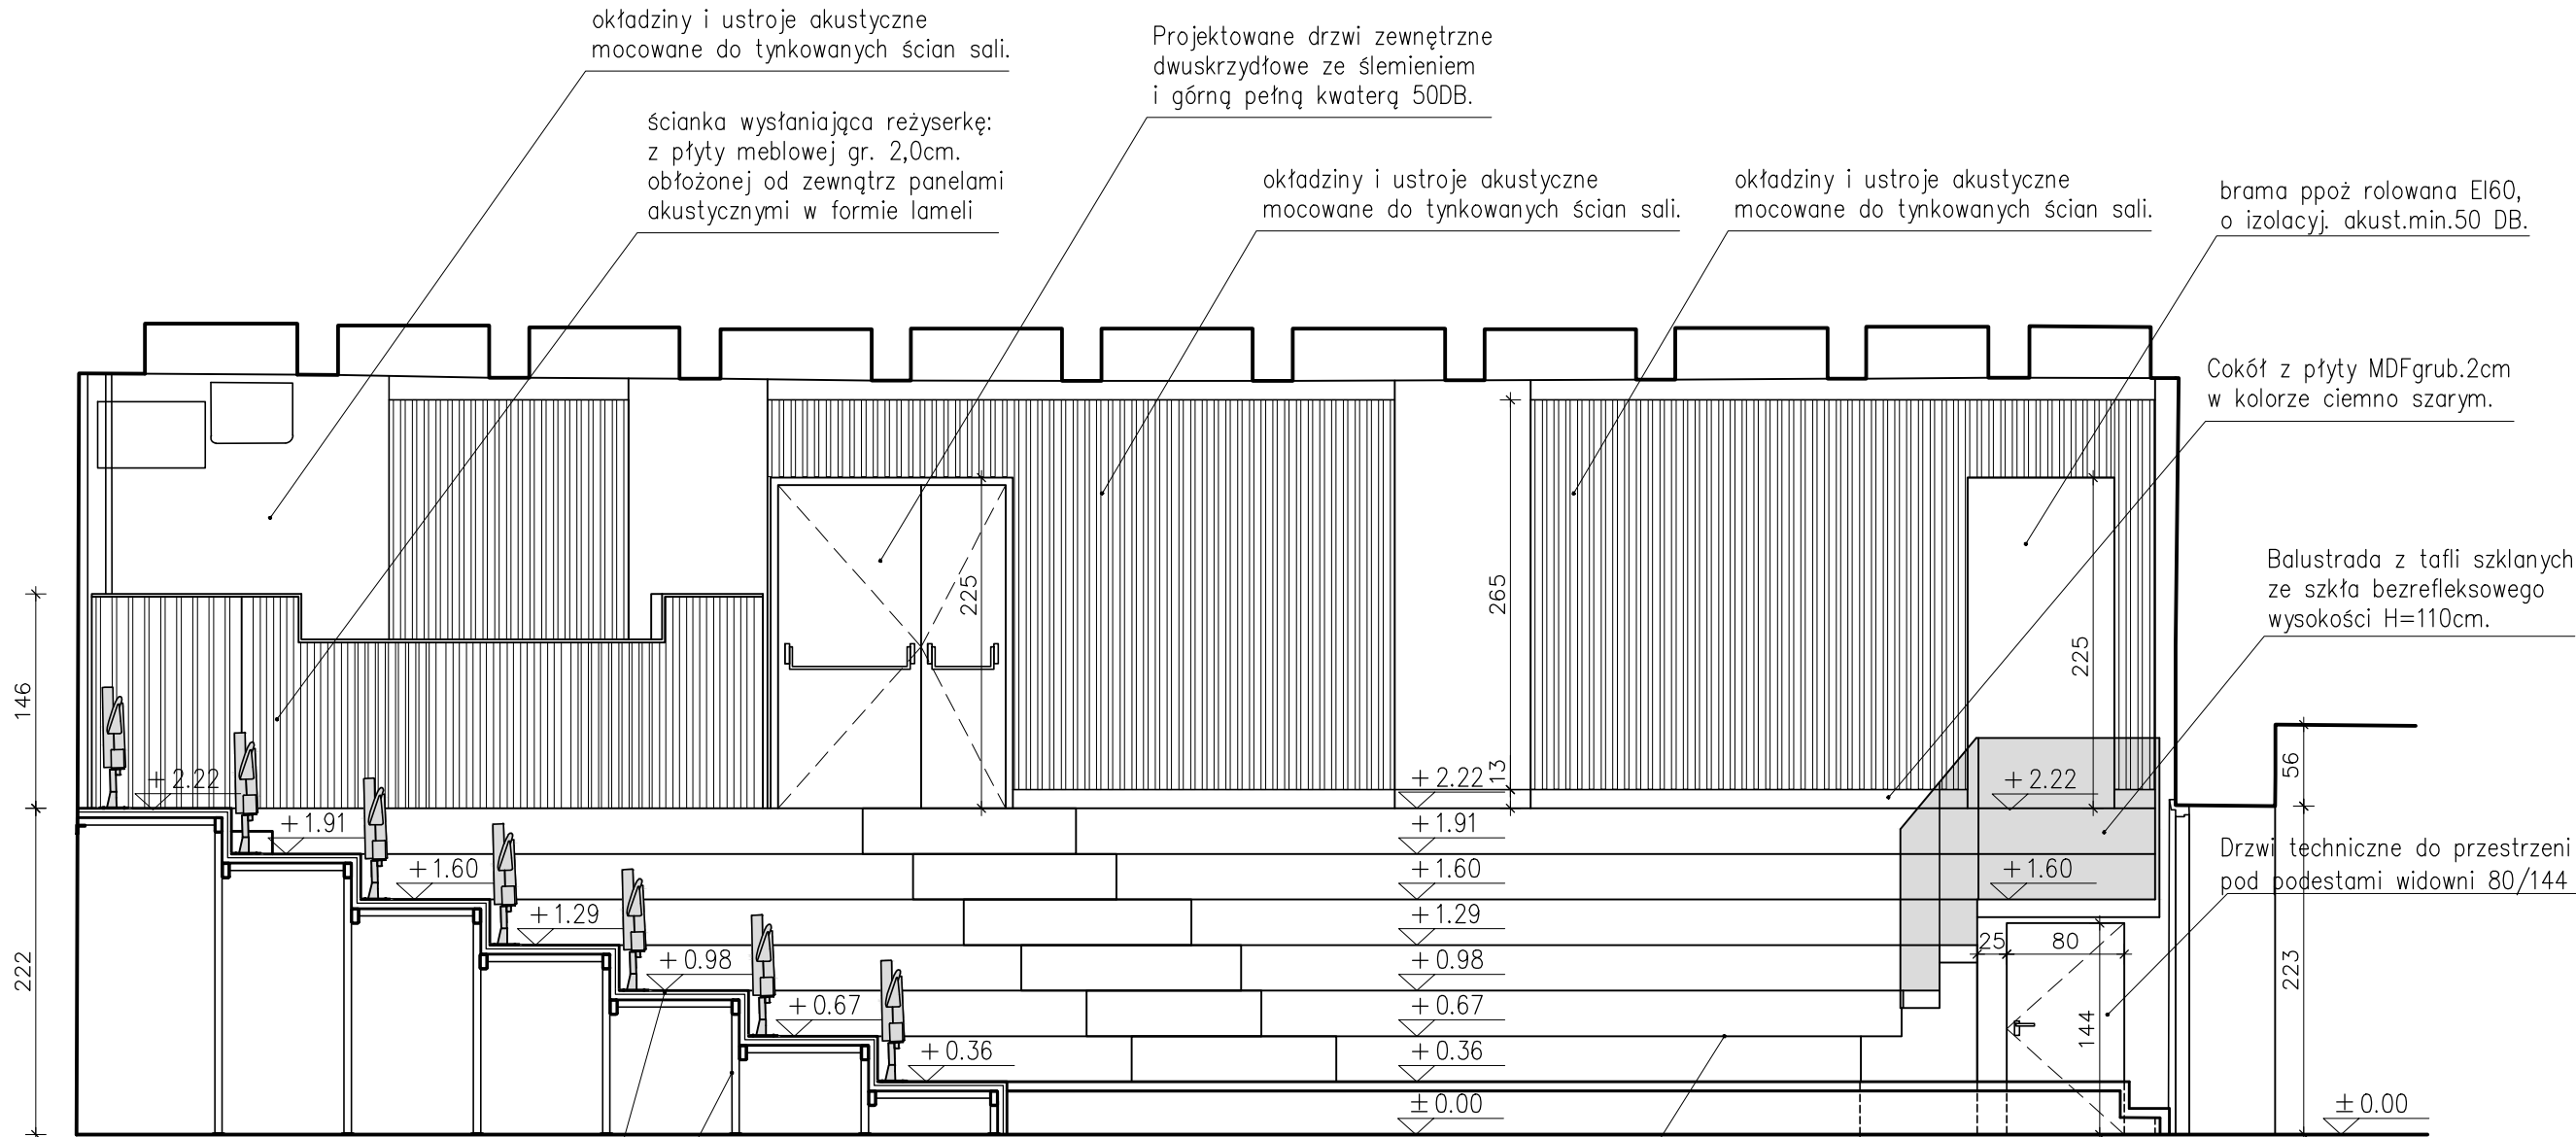 okładziny i ustroje akustyczne
mocowane do tynkowanych ścian sali.
Projektowane drzwi zewnętrzne
dwuskrzydłowe ze ślemieniem
i górną pełną kwaterą 50DB.
ścianka wysłaniająca reżyserkę:
z płyty meblowej gr. 2,0cm.
obłożonej od zewnątrz panelami
akustycznymi w formie lameli
okładziny i ustroje akustyczne
mocowane do tynkowanych ścian sali.
okładziny i ustroje akustyczne
mocowane do tynkowanych ścian sali.
brama ppoż rolowana EI60,
o izolacyj. akust.min.50 DB.
Cokół z płyty MDFgrub.2cm
w kolorze ciemno szarym.
Balustrada z tafli szklanych
ze szkła bezrefleksowego
wysokości H=110cm.
Drzwi techniczne do przestrzeni
pod podestami widowni 80/144
146
222
225
265
13
225
56
223
25
80
144
+2.22
+1.91
+1.60
+1.29
+0.98
+0.67
+0.36
+2.22
+1.91
+1.60
+1.29
+0.98
+0.67
+0.36
±0.00
+2.22
+1.60
±0.00